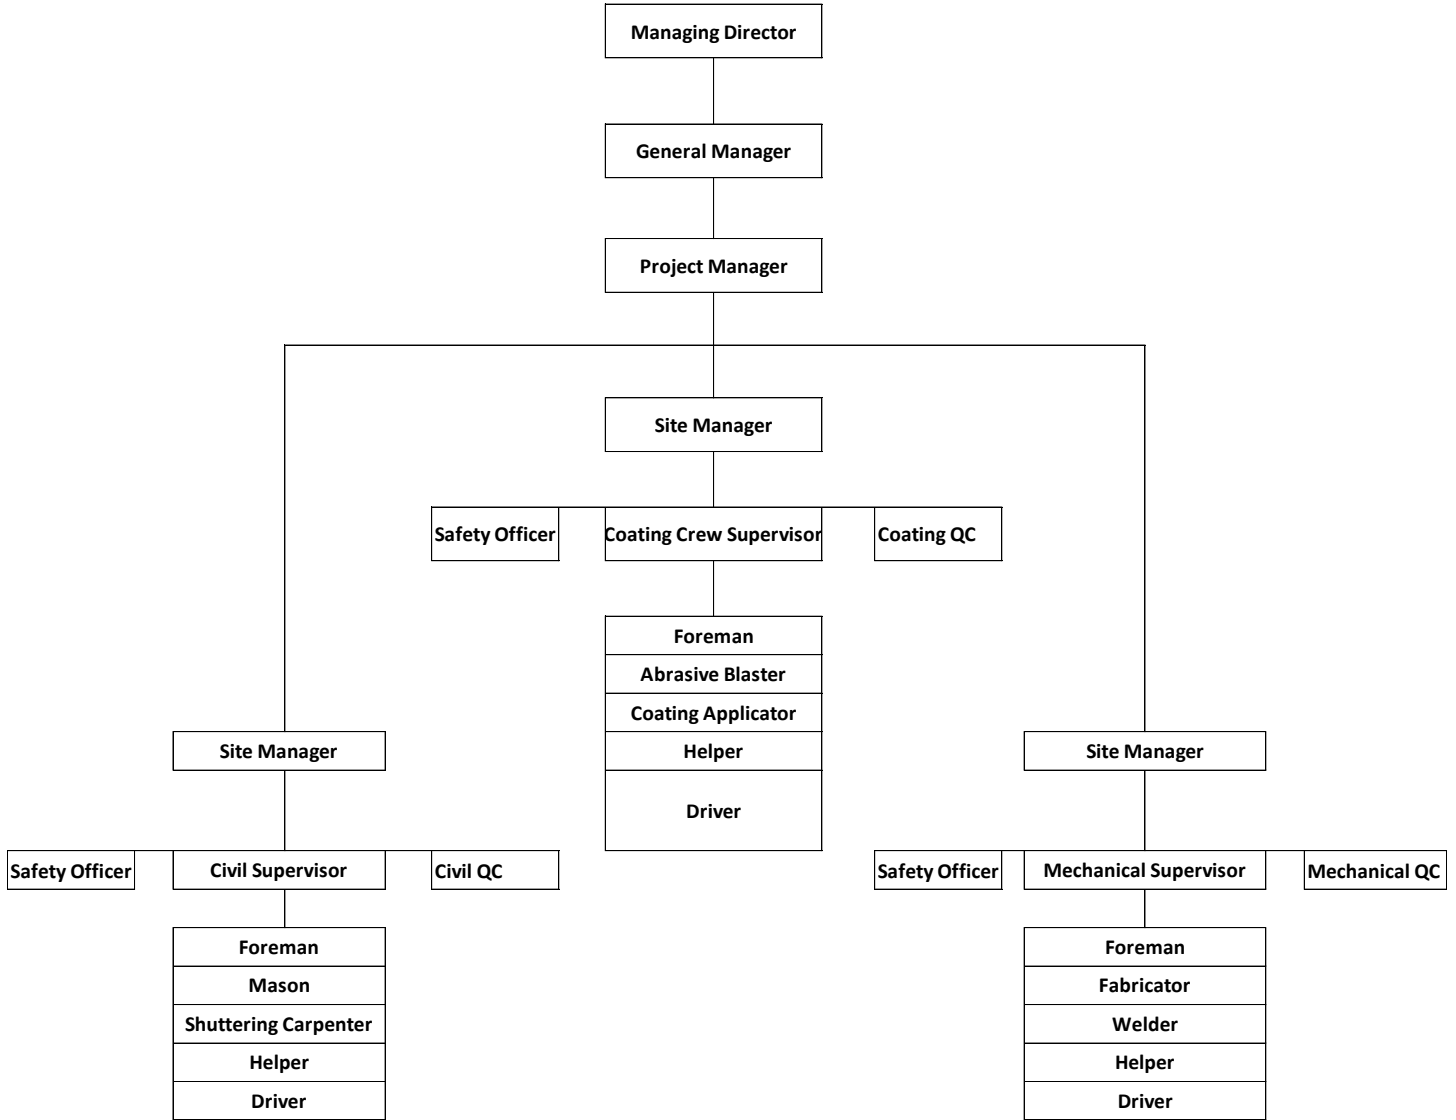 Managing Director
General Manager
Project Manager
Site Manager
Safety Officer
Coating Crew Supervisor
Coating QC
Foreman
Abrasive Blaster
Coating Applicator
Helper
Driver
Site Manager
Safety Officer
Civil Supervisor
Civil QC
Foreman
Mason
Shuttering Carpenter
Helper
Driver
Site Manager
Safety Officer
Mechanical Supervisor
Mechanical QC
Foreman
Fabricator
Welder
Helper
Driver